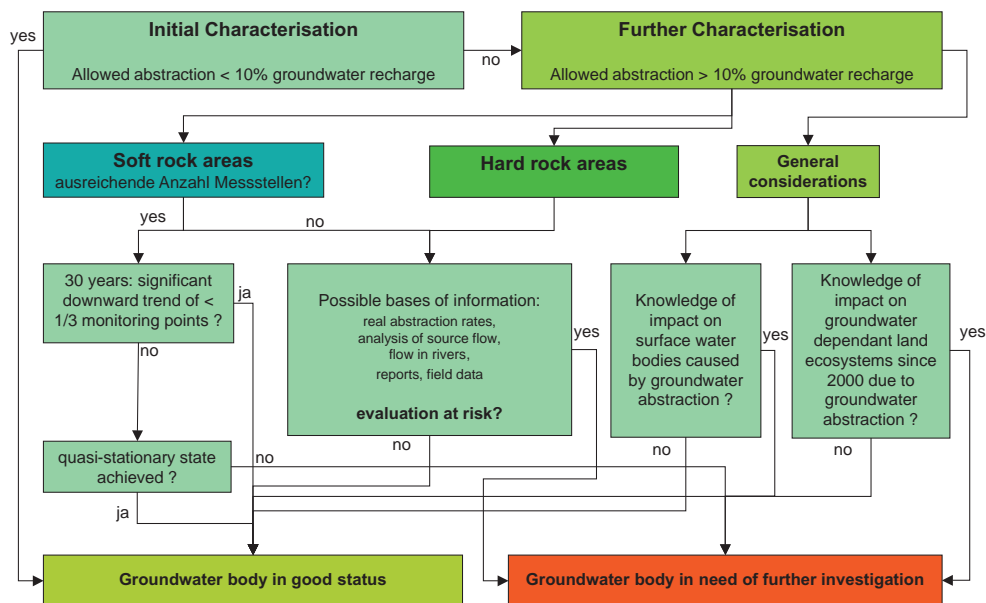 yes
Initial Characterisation
Allowed abstraction < 10% groundwater recharge
no
Further Characterisation
Allowed abstraction > 10% groundwater recharge
Soft rock areas
ausreichende Anzahl Messstellen?
Hard rock areas
General
considerations
yes
no
30 years: significant
downward trend of <
1/3 monitoring points ?
ja
no
Possible bases of information:
real abstraction rates,
analysis of source flow,
flow in rivers,
reports, field data
evaluation at risk?
yes
no
Knowledge of
impact on
surface water
bodies caused
by groundwater
abstraction ?
yes
no
Knowledge of
impact on
groundwater
dependant land
ecosystems since
2000 due to
groundwater
abstraction ?
yes
no
quasi-stationary state
achieved ?
no
ja
Groundwater body in good status
Groundwater body in need of further investigation